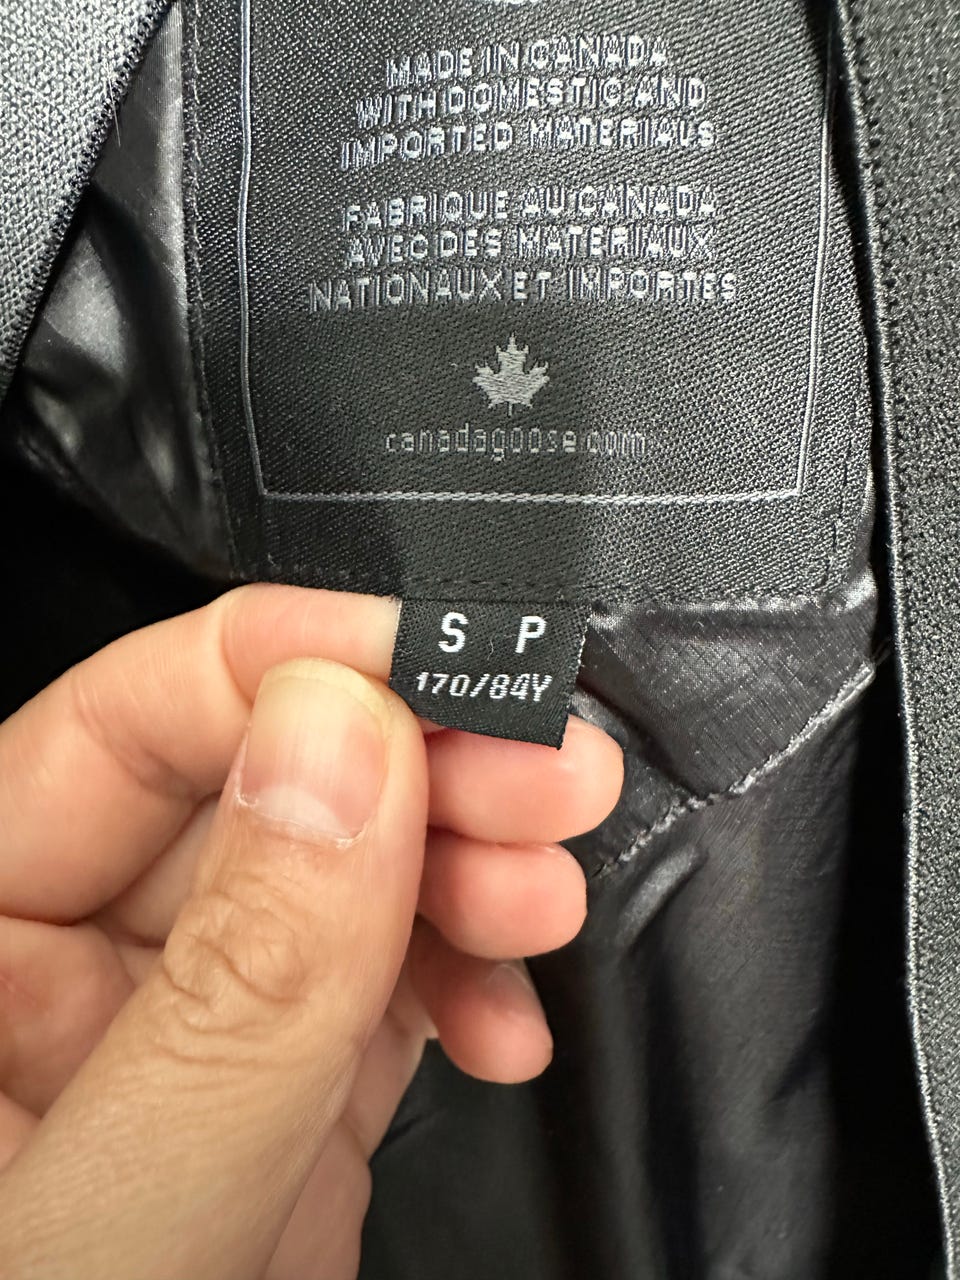 MADE IN CANADA
WITH DOMESTIC AND
IMPORTED MATERIALS
FABRIQUE AU CANADA
AVEC DES MATERIAUX
NATIONAUX ET IMPORTES
canadagoose.com
S P
170/84Y